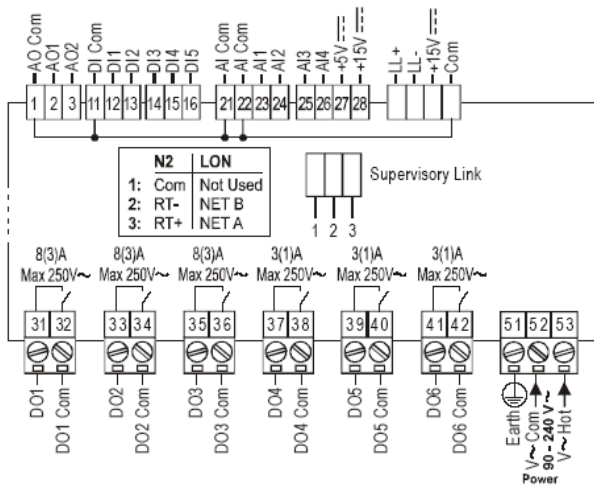 AO Com AO1 AO2 DI Com DI1 DI2 DI3 DI4 DI5 AI Com AI Com AI1 AI2 AI3 AI4 +5V⎓ +15V⎓ LL+ LL- +15V⎓ Com
1 2 3 11 12 13 14 15 16 21 22 23 24 25 26 27 28
N2 LON
1: Com Not Used
2: RT- NET B
3: RT+ NET A
Supervisory Link
1 2 3
8(3)A 8(3)A 8(3)A 3(1)A 3(1)A 3(1)A
Max 250V~ Max 250V~ Max 250V~ Max 250V~ Max 250V~ Max 250V~
31 32 33 34 35 36 37 38 39 40 41 42 51 52 53
DO1 DO1 Com DO2 DO2 Com DO3 DO3 Com DO4 DO4 Com DO5 DO5 Com DO6 DO6 Com Earth V~ Com 90 - 240 V~ V~ Hot
Power